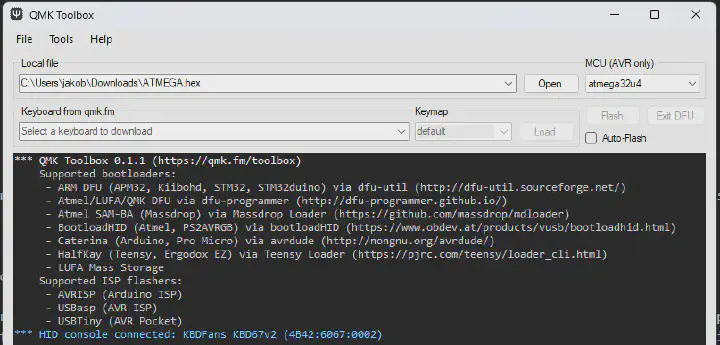 QMK Toolbox
File Tools Help
Local file MCU (AVR only)
C:\Users\jakob\Downloads\ATMEGA.hex Open atmega32u4
Keyboard from qmk.fm Keymap Flash Exit DFU
Select a keyboard to download default Load Auto-Flash
*** QMK Toolbox 0.1.1 (https://qmk.fm/toolbox)
Supported bootloaders:
- ARM DFU (APM32, Kiibohd, STM32, STM32duino) via dfu-util (http://dfu-util.sourceforge.net/)
- Atmel/LUFA/QMK DFU via dfu-programmer (http://dfu-programmer.github.io/)
- Atmel SAM-BA (Massdrop) via Massdrop Loader (https://github.com/massdrop/mdloader)
- BootloadHID (Atmel, PS2AVRGB) via bootloadHID (https://www.obdev.at/products/vusb/bootloadhid.html)
- Caterina (Arduino, Pro Micro) via avrdude (http://nongnu.org/avrdude/)
- HalfKay (Teensy, Ergodox EZ) via Teensy Loader (https://pjrc.com/teensy/loader_cli.html)
- LUFA Mass Storage
Supported ISP flashers:
- AVRISP (Arduino ISP)
- USBasp (AVR ISP)
- USBTiny (AVR Pocket)
*** HID console connected: KBDFans KBD67v2 (4B42:6067:0002)